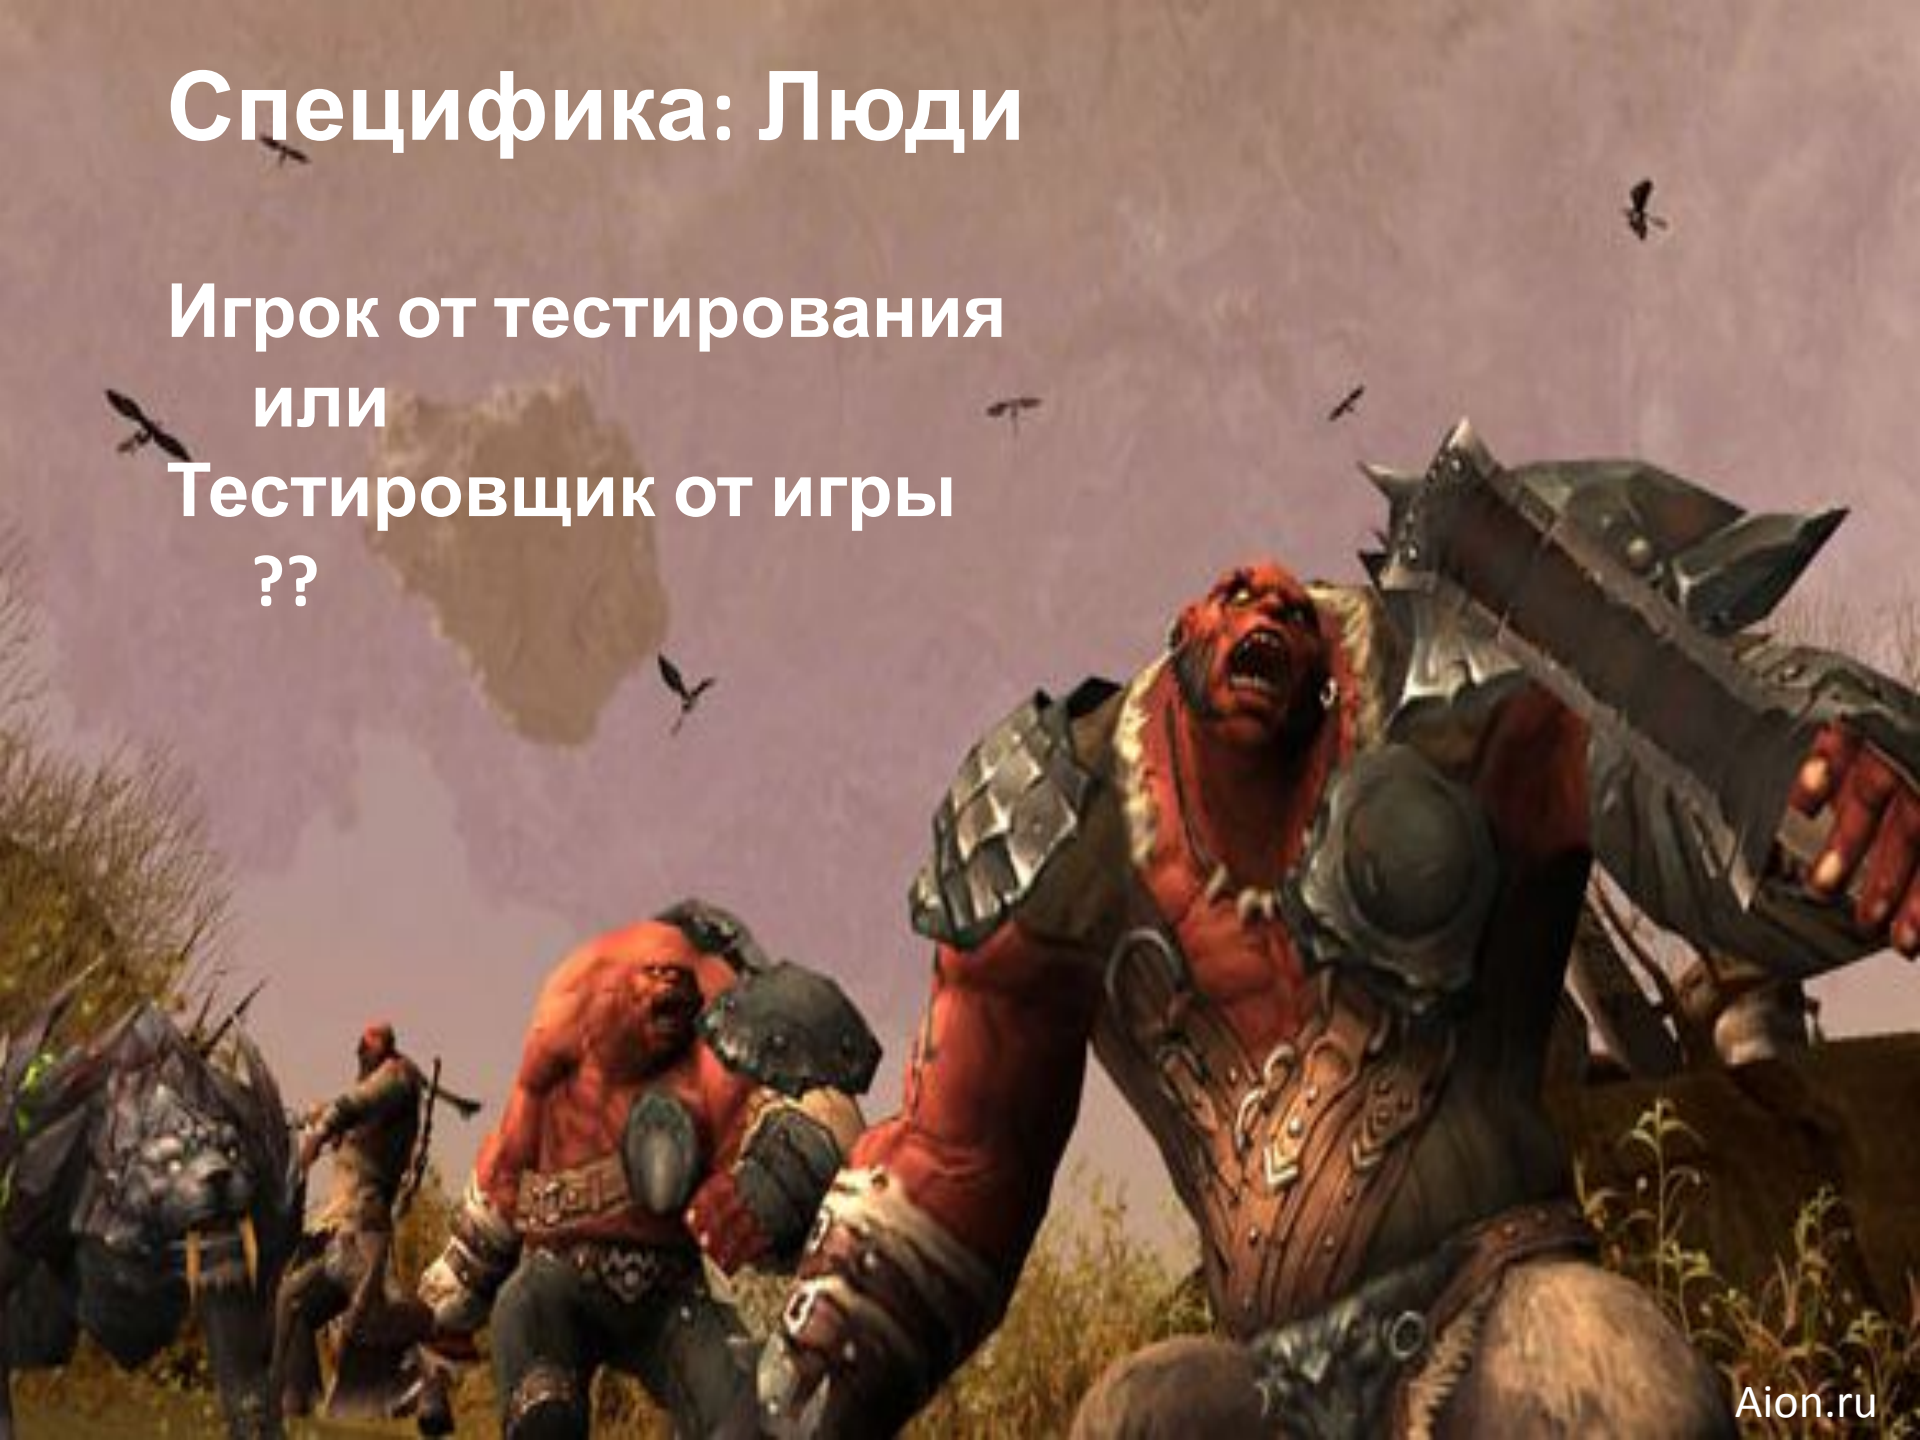 Специфика: Люди
Игрок от тестирования
или
Тестировщик от игры
??
Aion.ru